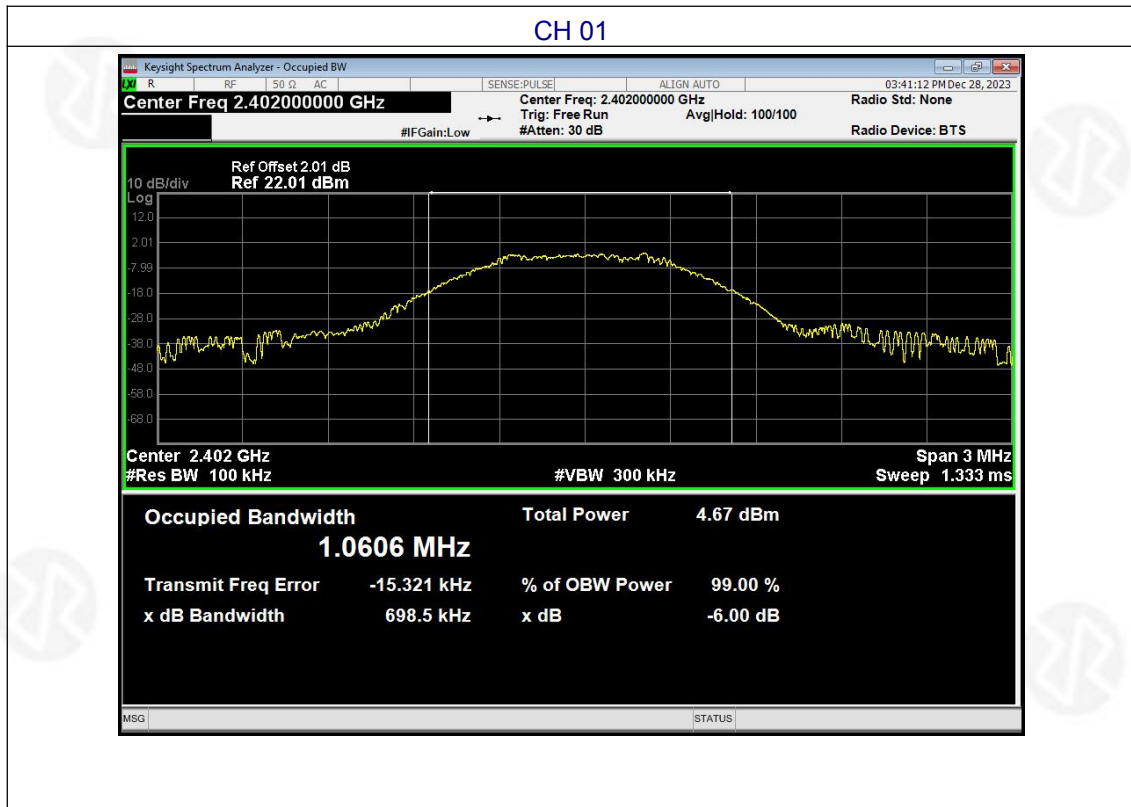 CH 01
Keysight Spectrum Analyzer - Occupied BW
LXI R RF 50 Ω AC SENSE:PULSE ALIGN AUTO 03:41:12 PM Dec 28, 2023
Center Freq 2.402000000 GHz Center Freq: 2.402000000 GHz Radio Std: None
Trig: Free Run Avg|Hold: 100/100
#IFGain:Low #Atten: 30 dB Radio Device: BTS
Ref Offset 2.01 dB
10 dB/div Ref 22.01 dBm
Log
12.0
2.01
-7.99
-18.0
-28.0
-38.0
-48.0
-58.0
-68.0
Center 2.402 GHz Span 3 MHz
#Res BW 100 kHz #VBW 300 kHz Sweep 1.333 ms
Occupied Bandwidth Total Power 4.67 dBm
1.0606 MHz
Transmit Freq Error -15.321 kHz % of OBW Power 99.00 %
x dB Bandwidth 698.5 kHz x dB -6.00 dB
MSG STATUS